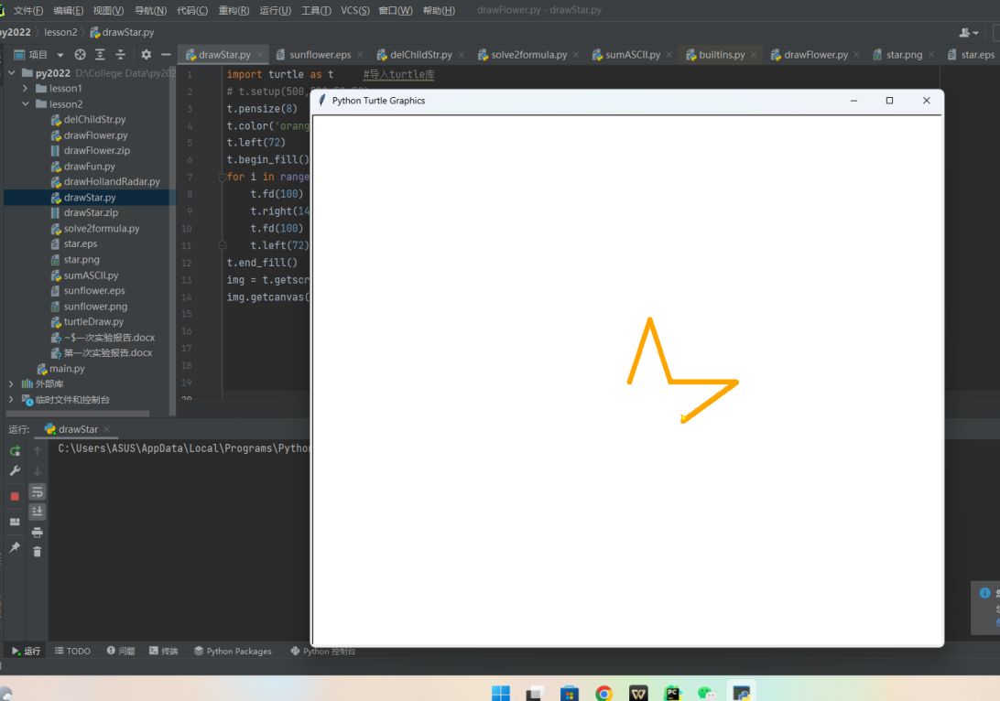 文件(F) 编辑(E) 视图(V) 导航(N) 代码(C) 重构(R) 运行(U) 工具(T) VCS(S) 窗口(W) 帮助(H) drawFlower.py - drawStar.py
py2022 lesson2 drawStar.py
项目
drawStar.py sunflower.eps delChildStr.py solve2formula.py sumASCII.py builtins.py drawFlower.py star.png star.eps
py2022 D:\College Data\py202
lesson1
lesson2
delChildStr.py
drawFlower.py
drawFlower.zip
drawFun.py
drawHollandRadar.py
drawStar.py
drawStar.zip
solve2formula.py
star.eps
star.png
sumASCII.py
sunflower.eps
sunflower.png
turtleDraw.py
~$一次实验报告.docx
第一次实验报告.docx
main.py
外部库
临时文件和控制台
1 import turtle as t #导入turtle库
2 # t.setup(500,
3 t.pensize(8)
4 t.color('orang
5 t.left(72)
6 t.begin_fill()
7 for i in range
8 t.fd(100)
9 t.right(14
10 t.fd(100)
11 t.left(72)
12 t.end_fill()
13 img = t.getscr
14 img.getcanvas(
15
16
17
18
19
20
Python Turtle Graphics
运行: drawStar
C:\Users\ASUS\AppData\Local\Programs\Python
运行 TODO 问题 终端 Python Packages Python 控制台